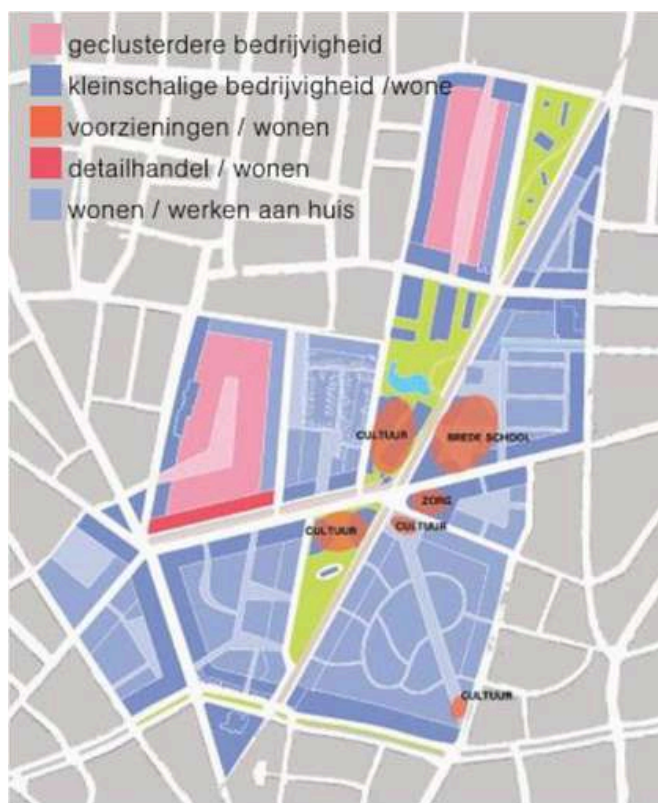 geclusterdere bedrijvigheid
kleinschalige bedrijvigheid /wone
voorzieningen / wonen
detailhandel / wonen
wonen / werken aan huis
CULTUUR
BREDE SCHOOL
ZORG
CULTUUR
CULTUUR
CULTUUR